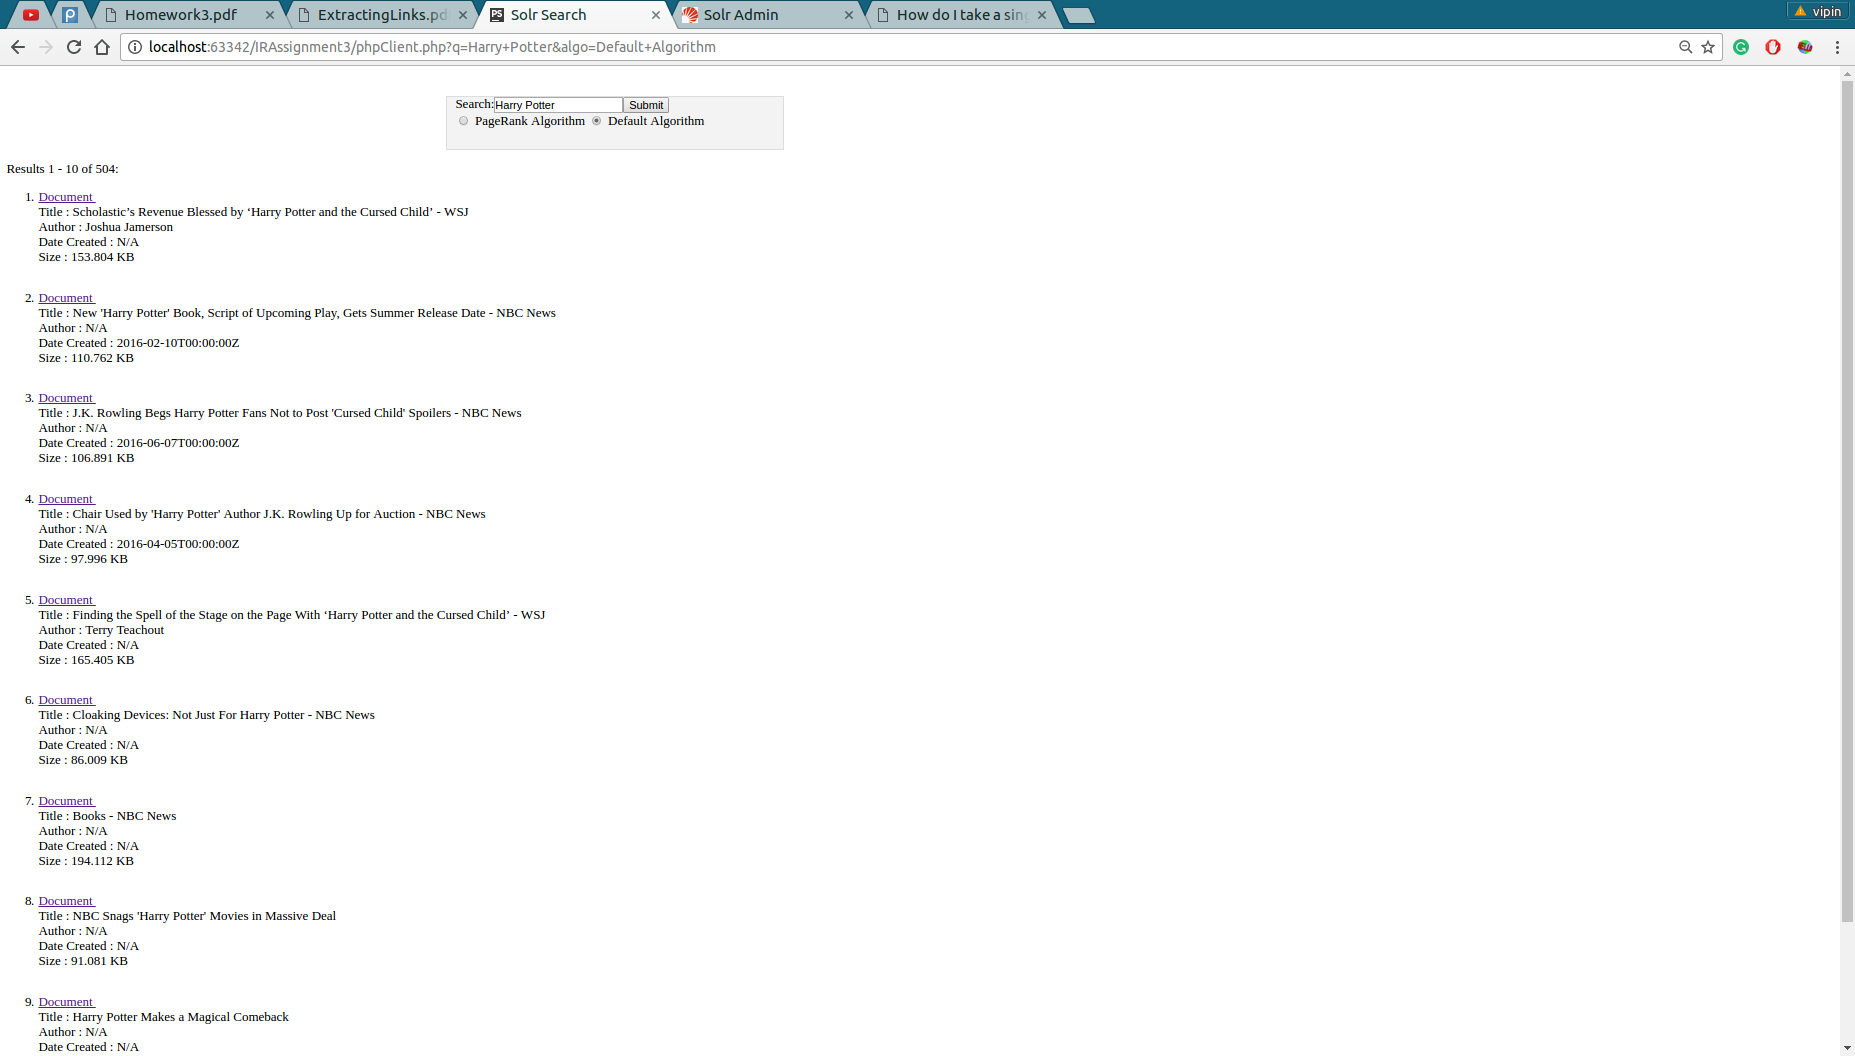 Homework3.pdf
ExtractingLinks.pd
Solr Search
Solr Admin
How do I take a sing
vipin
localhost:63342/IRAssignment3/phpClient.php?q=Harry+Potter&algo=Default+Algorithm
Search: Harry Potter Submit
PageRank Algorithm Default Algorithm
Results 1 - 10 of 504:
1. Document
Title : Scholastic’s Revenue Blessed by ‘Harry Potter and the Cursed Child’ - WSJ
Author : Joshua Jamerson
Date Created : N/A
Size : 153.804 KB
2. Document
Title : New 'Harry Potter' Book, Script of Upcoming Play, Gets Summer Release Date - NBC News
Author : N/A
Date Created : 2016-02-10T00:00:00Z
Size : 110.762 KB
3. Document
Title : J.K. Rowling Begs Harry Potter Fans Not to Post 'Cursed Child' Spoilers - NBC News
Author : N/A
Date Created : 2016-06-07T00:00:00Z
Size : 106.891 KB
4. Document
Title : Chair Used by 'Harry Potter' Author J.K. Rowling Up for Auction - NBC News
Author : N/A
Date Created : 2016-04-05T00:00:00Z
Size : 97.996 KB
5. Document
Title : Finding the Spell of the Stage on the Page With ‘Harry Potter and the Cursed Child’ - WSJ
Author : Terry Teachout
Date Created : N/A
Size : 165.405 KB
6. Document
Title : Cloaking Devices: Not Just For Harry Potter - NBC News
Author : N/A
Date Created : N/A
Size : 86.009 KB
7. Document
Title : Books - NBC News
Author : N/A
Date Created : N/A
Size : 194.112 KB
8. Document
Title : NBC Snags 'Harry Potter' Movies in Massive Deal
Author : N/A
Date Created : N/A
Size : 91.081 KB
9. Document
Title : Harry Potter Makes a Magical Comeback
Author : N/A
Date Created : N/A